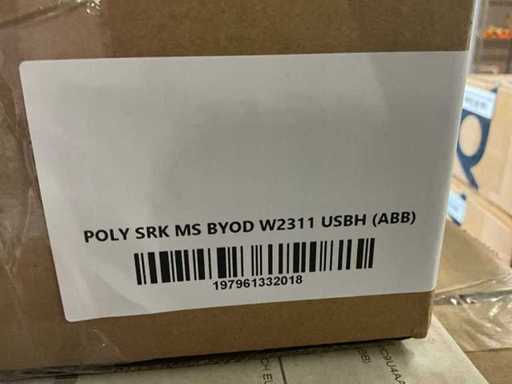 POLY SRK MS BYOD W2311 USBH (ABB)
197961332018